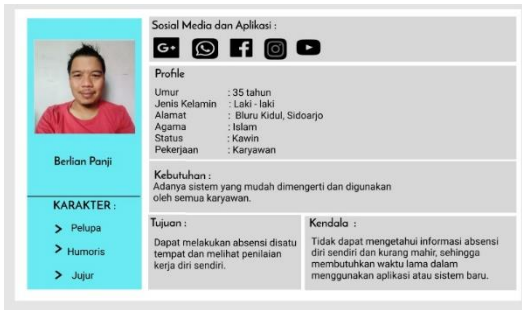 Berlian Panji
KARAKTER :
Pelupa
Humoris
Jujur
Sosial Media dan Aplikasi :
G+
Profile
Umur : 35 tahun
Jenis Kelamin : Laki - laki
Alamat : Bluru Kidul, Sidoarjo
Agama : Islam
Status : Kawin
Pekerjaan : Karyawan
Kebutuhan :
Adanya sistem yang mudah dimengerti dan digunakan
oleh semua karyawan.
Tujuan :
Dapat melakukan absensi disatu
tempat dan melihat penilaian
kerja diri sendiri.
Kendala :
Tidak dapat mengetahui informasi absensi
diri sendiri dan kurang mahir, sehingga
membutuhkan waktu lama dalam
menggunakan aplikasi atau sistem baru.